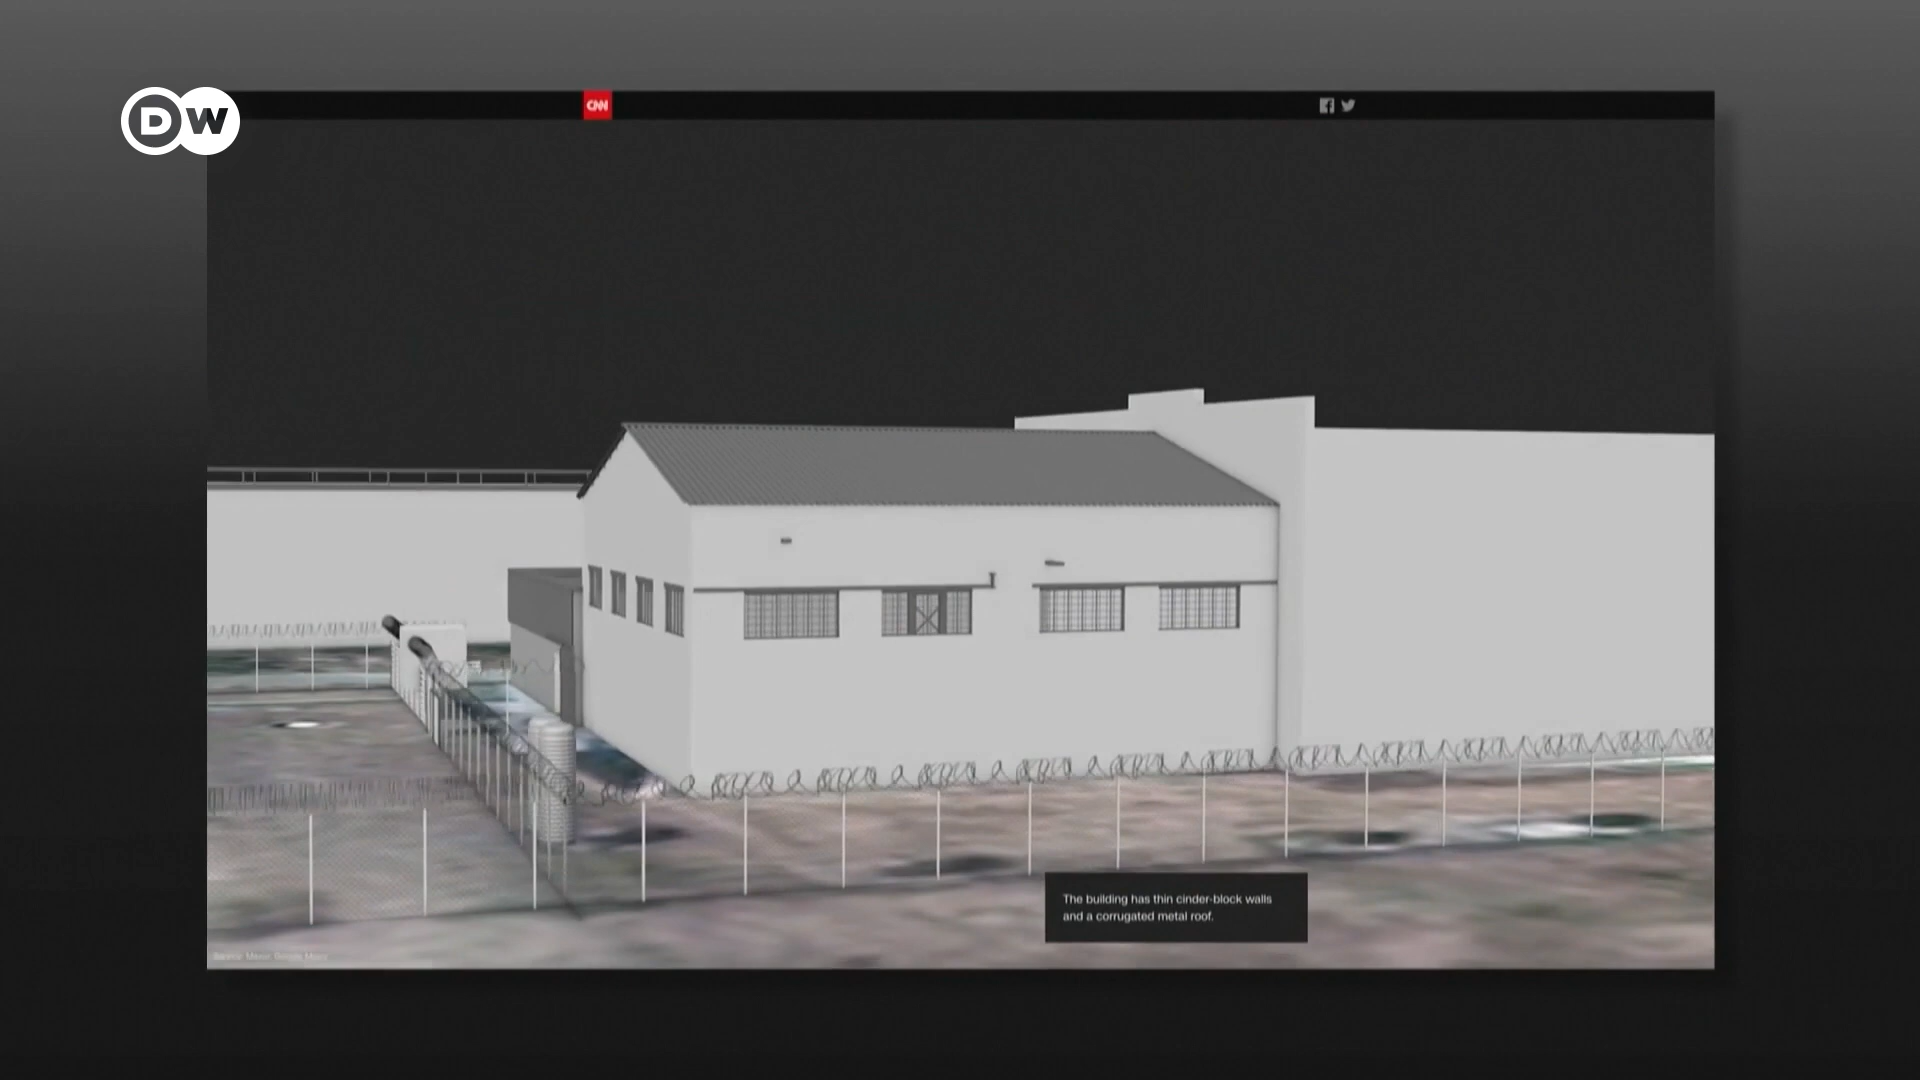 DW
CNN
The building has thin cinder-block walls
and a corrugated metal roof.